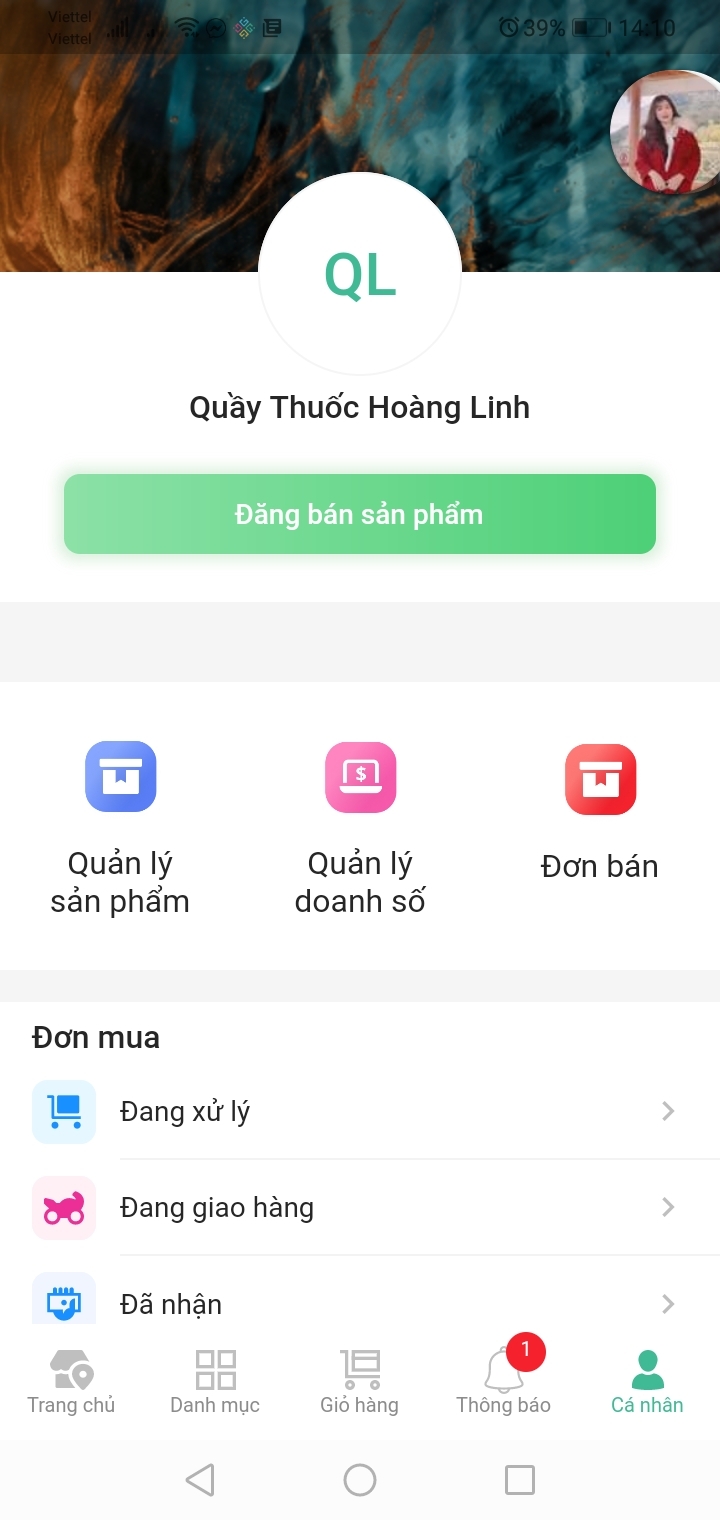 Viettel
Viettel
39% 14:10
QL
Quầy Thuốc Hoàng Linh
Đăng bán sản phẩm
Quản lý
sản phẩm
Quản lý
doanh số
Đơn bán
Đơn mua
Đang xử lý
Đang giao hàng
Đã nhận
1
Trang chủ
Danh mục
Giỏ hàng
Thông báo
Cá nhân